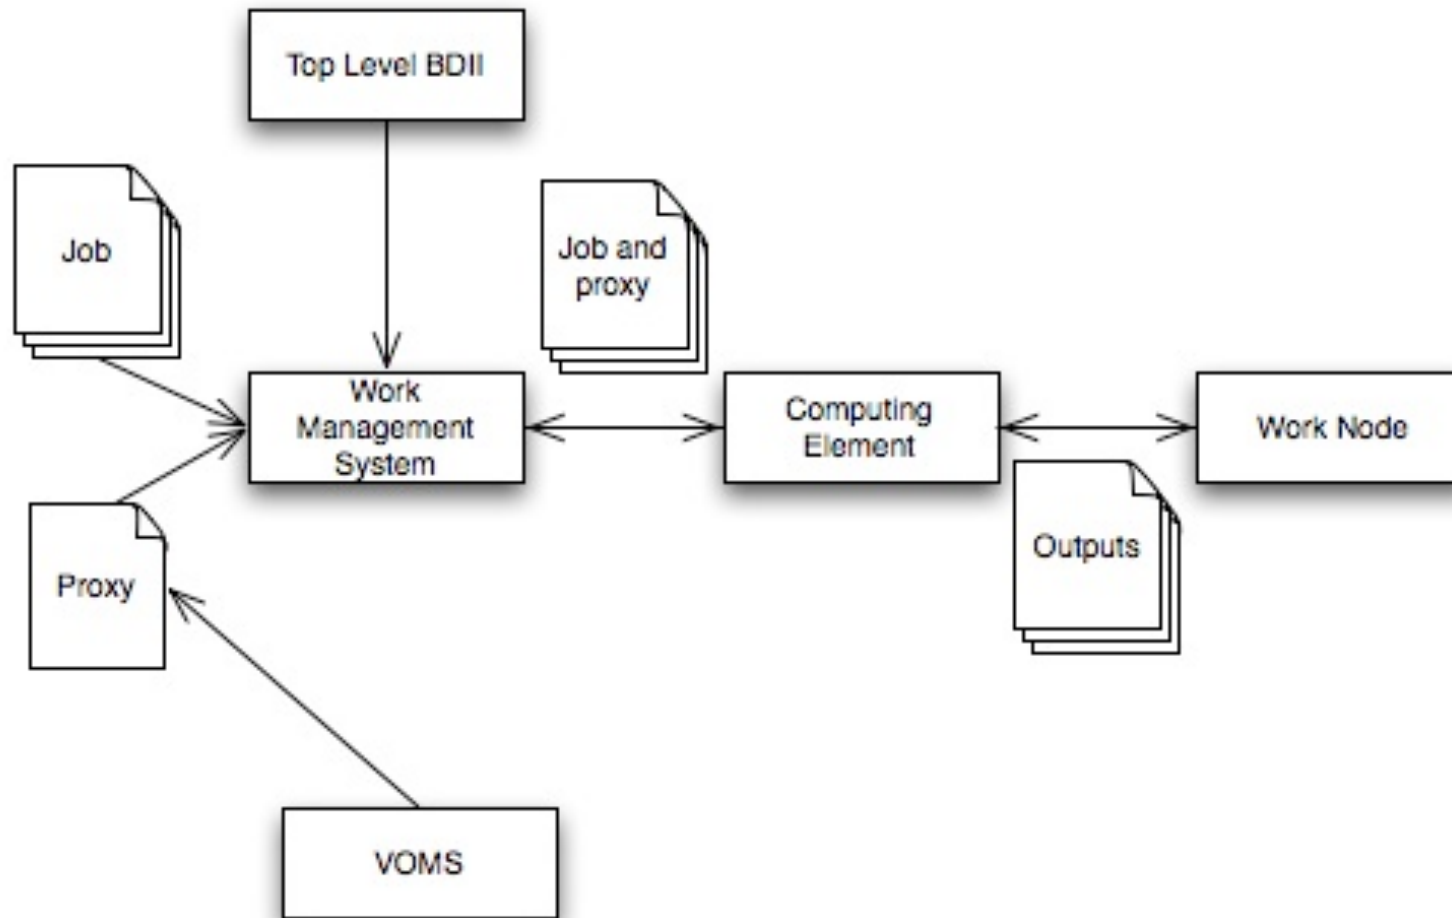 Top Level BDII
Job
Job and
proxy
Work
Management
System
Computing
Element
Work Node
Proxy
Outputs
VOMS